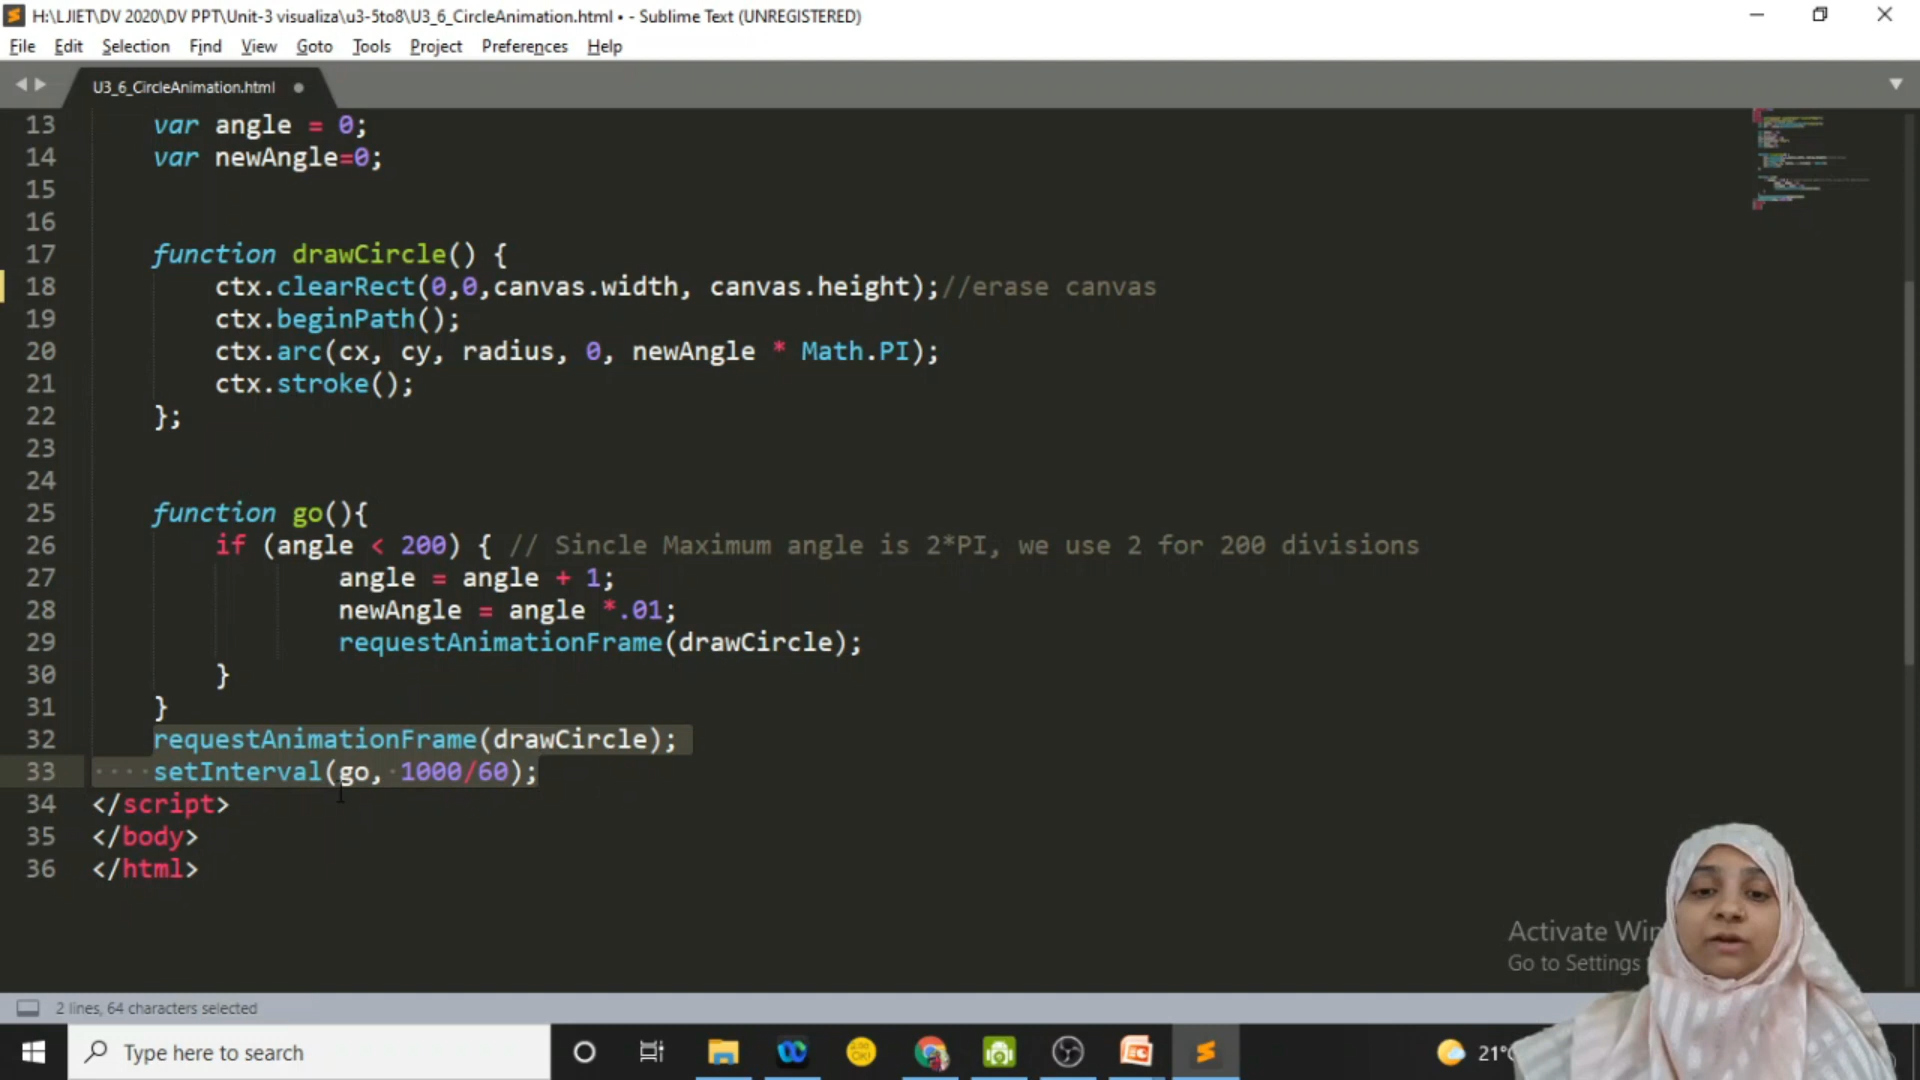 H:\LJIET\DV 2020\DV PPT\Unit-3 visualiza\u3-5to8\U3_6_CircleAnimation.html • - Sublime Text (UNREGISTERED)
File Edit Selection Find View Goto Tools Project Preferences Help
U3_6_CircleAnimation.html
13 var angle = 0;
14 var newAngle=0;
15
16
17 function drawCircle() {
18 ctx.clearRect(0,0,canvas.width, canvas.height);//erase canvas
19 ctx.beginPath();
20 ctx.arc(cx, cy, radius, 0, newAngle * Math.PI);
21 ctx.stroke();
22 };
23
24
25 function go(){
26 if (angle < 200) { // Sincle Maximum angle is 2*PI, we use 2 for 200 divisions
27 angle = angle + 1;
28 newAngle = angle *.01;
29 requestAnimationFrame(drawCircle);
30 }
31 }
32 requestAnimationFrame(drawCircle);
33 setInterval(go, 1000/60);
34 </script>
35 </body>
36 </html>
Activate Win
Go to Settings
2 lines, 64 characters selected
Type here to search
21°C